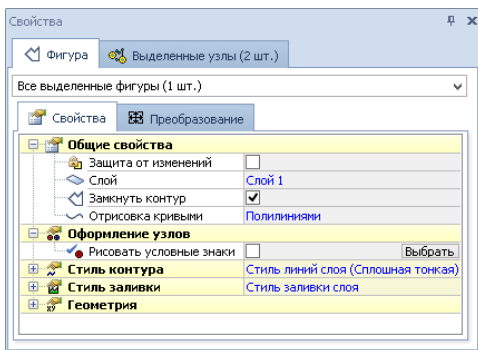 Свойства
Фигура Выделенные узлы (2 шт.)
Все выделенные фигуры (1 шт.)
Свойства Преобразование
Общие свойства
Защита от изменений
Слой Слой 1
Замкнуть контур
Отрисовка кривыми Полилиниями
Оформление узлов
Рисовать условные знаки Выбрать
Стиль контура Стиль линий слоя (Сплошная тонкая)
Стиль заливки Стиль заливки слоя
Геометрия